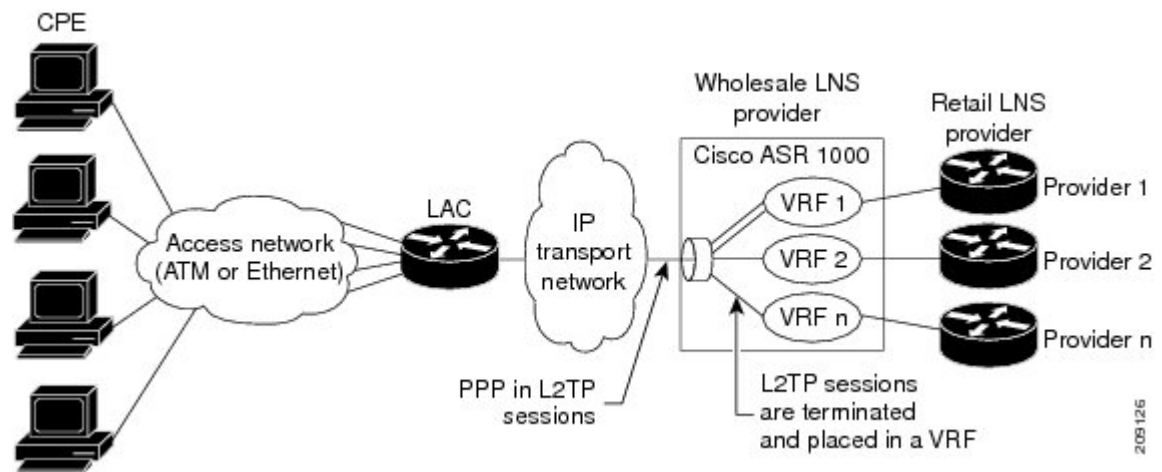 CPE
Access network
(ATM or Ethernet)
LAC
IP
transport
network
PPP in L2TP
sessions
Wholesale LNS
provider
Cisco ASR 1000
VRF 1
VRF 2
VRF n
L2TP sessions
are terminated
and placed in a VRF
Retail LNS
provider
Provider 1
Provider 2
Provider n
209126